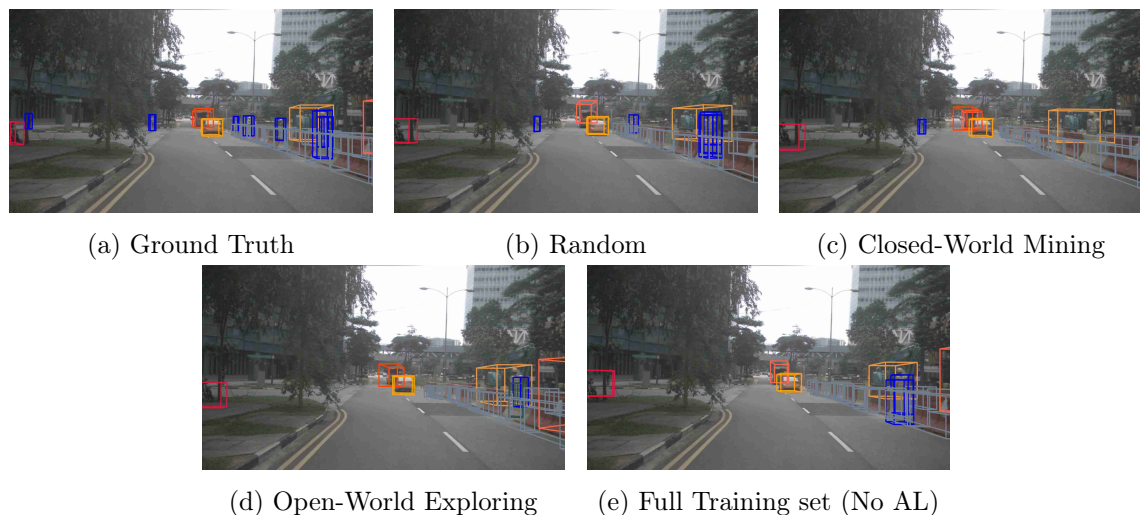 (a) Ground Truth
(b) Random
(c) Closed-World Mining
(d) Open-World Exploring
(e) Full Training set (No AL)